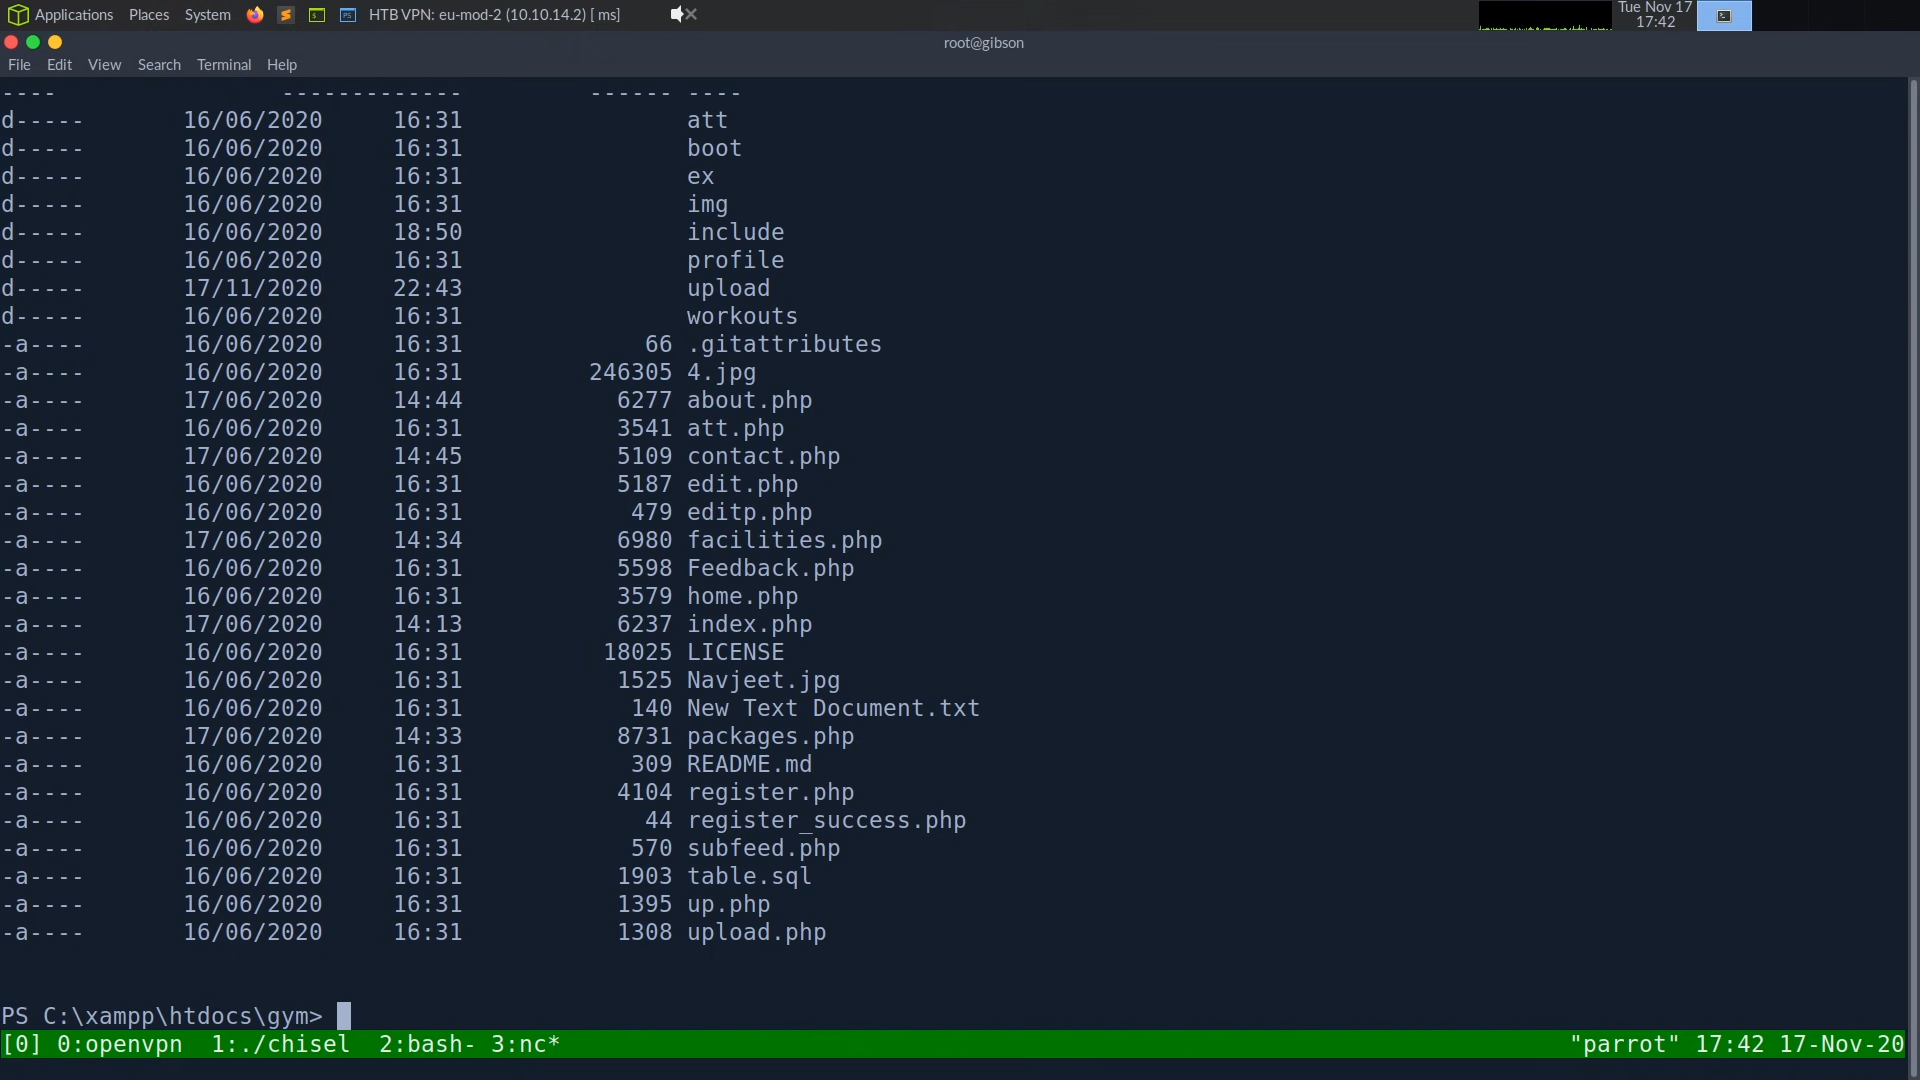 Applications Places System HTB VPN: eu-mod-2 (10.10.14.2) [ ms] Tue Nov 17
17:42
root@gibson
File Edit View Search Terminal Help
---- ------------- ------ ----
d----- 16/06/2020 16:31 att
d----- 16/06/2020 16:31 boot
d----- 16/06/2020 16:31 ex
d----- 16/06/2020 16:31 img
d----- 16/06/2020 18:50 include
d----- 16/06/2020 16:31 profile
d----- 17/11/2020 22:43 upload
d----- 16/06/2020 16:31 workouts
-a---- 16/06/2020 16:31 66 .gitattributes
-a---- 16/06/2020 16:31 246305 4.jpg
-a---- 17/06/2020 14:44 6277 about.php
-a---- 16/06/2020 16:31 3541 att.php
-a---- 17/06/2020 14:45 5109 contact.php
-a---- 16/06/2020 16:31 5187 edit.php
-a---- 16/06/2020 16:31 479 editp.php
-a---- 17/06/2020 14:34 6980 facilities.php
-a---- 16/06/2020 16:31 5598 Feedback.php
-a---- 16/06/2020 16:31 3579 home.php
-a---- 17/06/2020 14:13 6237 index.php
-a---- 16/06/2020 16:31 18025 LICENSE
-a---- 16/06/2020 16:31 1525 Navjeet.jpg
-a---- 16/06/2020 16:31 140 New Text Document.txt
-a---- 17/06/2020 14:33 8731 packages.php
-a---- 16/06/2020 16:31 309 README.md
-a---- 16/06/2020 16:31 4104 register.php
-a---- 16/06/2020 16:31 44 register_success.php
-a---- 16/06/2020 16:31 570 subfeed.php
-a---- 16/06/2020 16:31 1903 table.sql
-a---- 16/06/2020 16:31 1395 up.php
-a---- 16/06/2020 16:31 1308 upload.php
PS C:\xampp\htdocs\gym>
[0] 0:openvpn 1:./chisel 2:bash- 3:nc* "parrot" 17:42 17-Nov-20